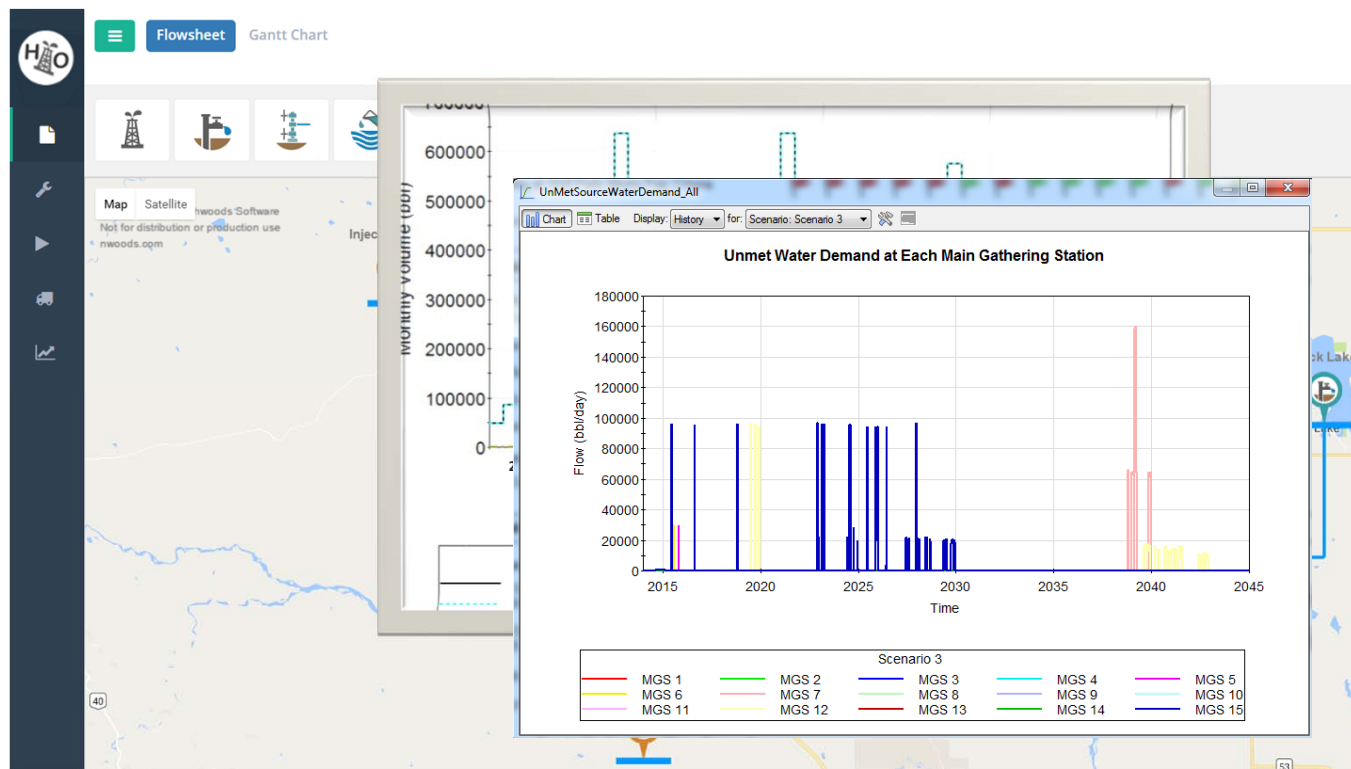 H2O
Flowsheet
Gantt Chart
Map
Satellite
nwoods Software
Not for distribution or production use
nwoods.com
Injec
600000
500000
400000
300000
200000
100000
0
Monthly Volume (bbl)
UnMetSourceWaterDemand_All
Chart
Table
Display:
History
for:
Scenario: Scenario 3
Unmet Water Demand at Each Main Gathering Station
180000
160000
140000
120000
100000
80000
60000
40000
20000
0
Flow (bbl/day)
2015 2020 2025 2030 2035 2040 2045
Time
Scenario 3
MGS 1 MGS 2 MGS 3 MGS 4 MGS 5
MGS 6 MGS 7 MGS 8 MGS 9 MGS 10
MGS 11 MGS 12 MGS 13 MGS 14 MGS 15
ck Lak
Lake
40
53